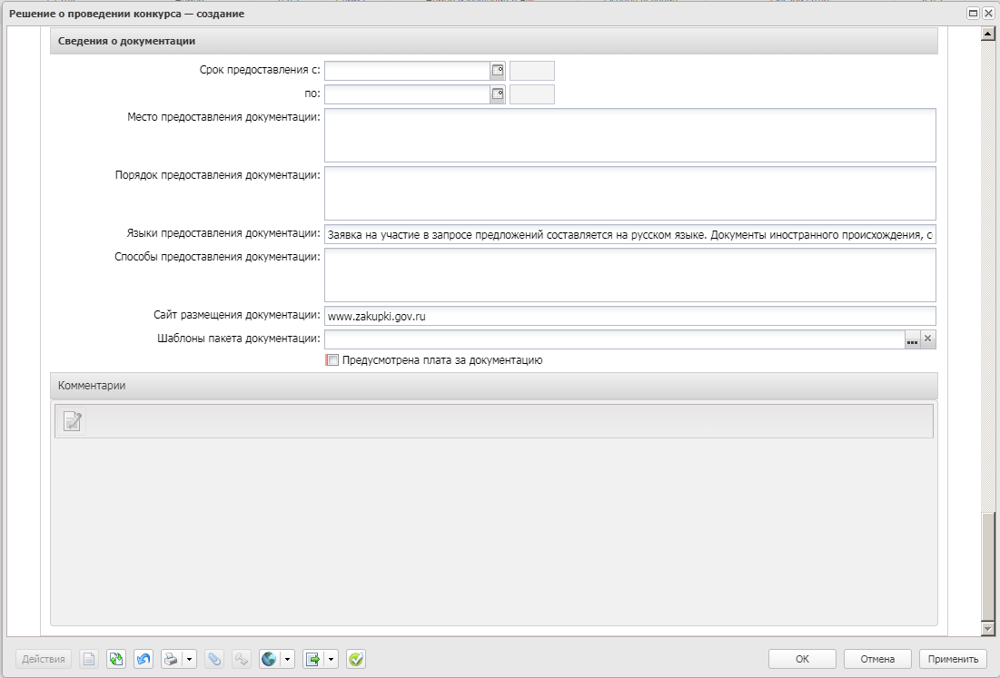 Решение о проведении конкурса — создание
Сведения о документации
Срок предоставления с:
по:
Место предоставления документации:
Порядок предоставления документации:
Языки предоставления документации: Заявка на участие в запросе предложений составляется на русском языке. Документы иностранного происхождения, с
Способы предоставления документации:
Сайт размещения документации: www.zakupki.gov.ru
Шаблоны пакета документации:
Предусмотрена плата за документацию
Комментарии
Действия ОК Отмена Применить